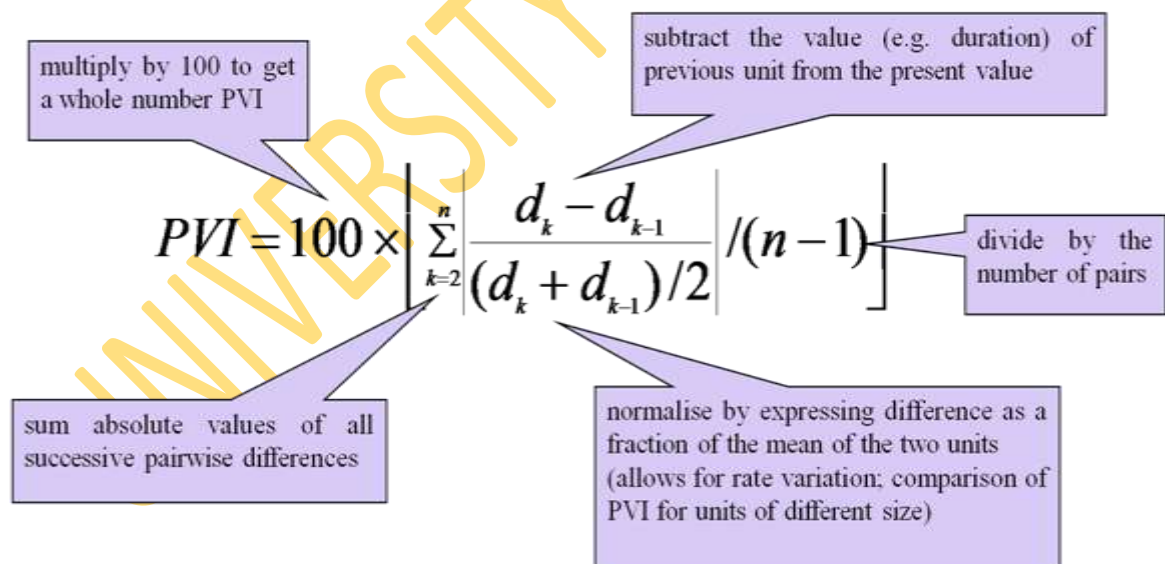 multiply by 100 to get
a whole number PVI
subtract the value (e.g. duration) of
previous unit from the present value
PVI = 100 × [ \sum_{k=2}^{n} | \frac{d_k - d_{k-1}}{(d_k + d_{k-1})/2} | /(n − 1) ]
divide by the
number of pairs
sum absolute values of all
successive pairwise differences
normalise by expressing difference as a
fraction of the mean of the two units
(allows for rate variation; comparison of
PVI for units of different size)
UNIVERSITY